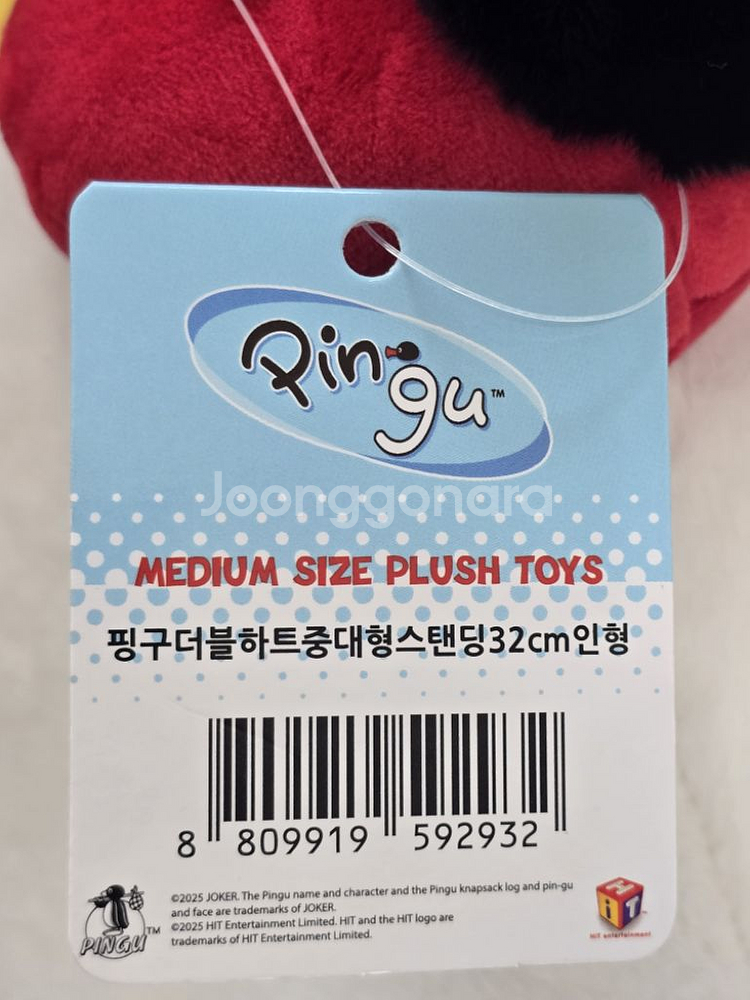 Pingu™
Joonggonara
MEDIUM SIZE PLUSH TOYS
핑구더블하트중대형스탠딩32cm인형
8 809919 592932
©2025 JOKER. The Pingu name and character and the Pingu knapsack log and pin-gu
and face are trademarks of JOKER.
©2025 HIT Entertainment Limited. HIT and the HIT logo are
trademarks of HIT Entertainment Limited.
PINGU™
HiT
HiT entertainment